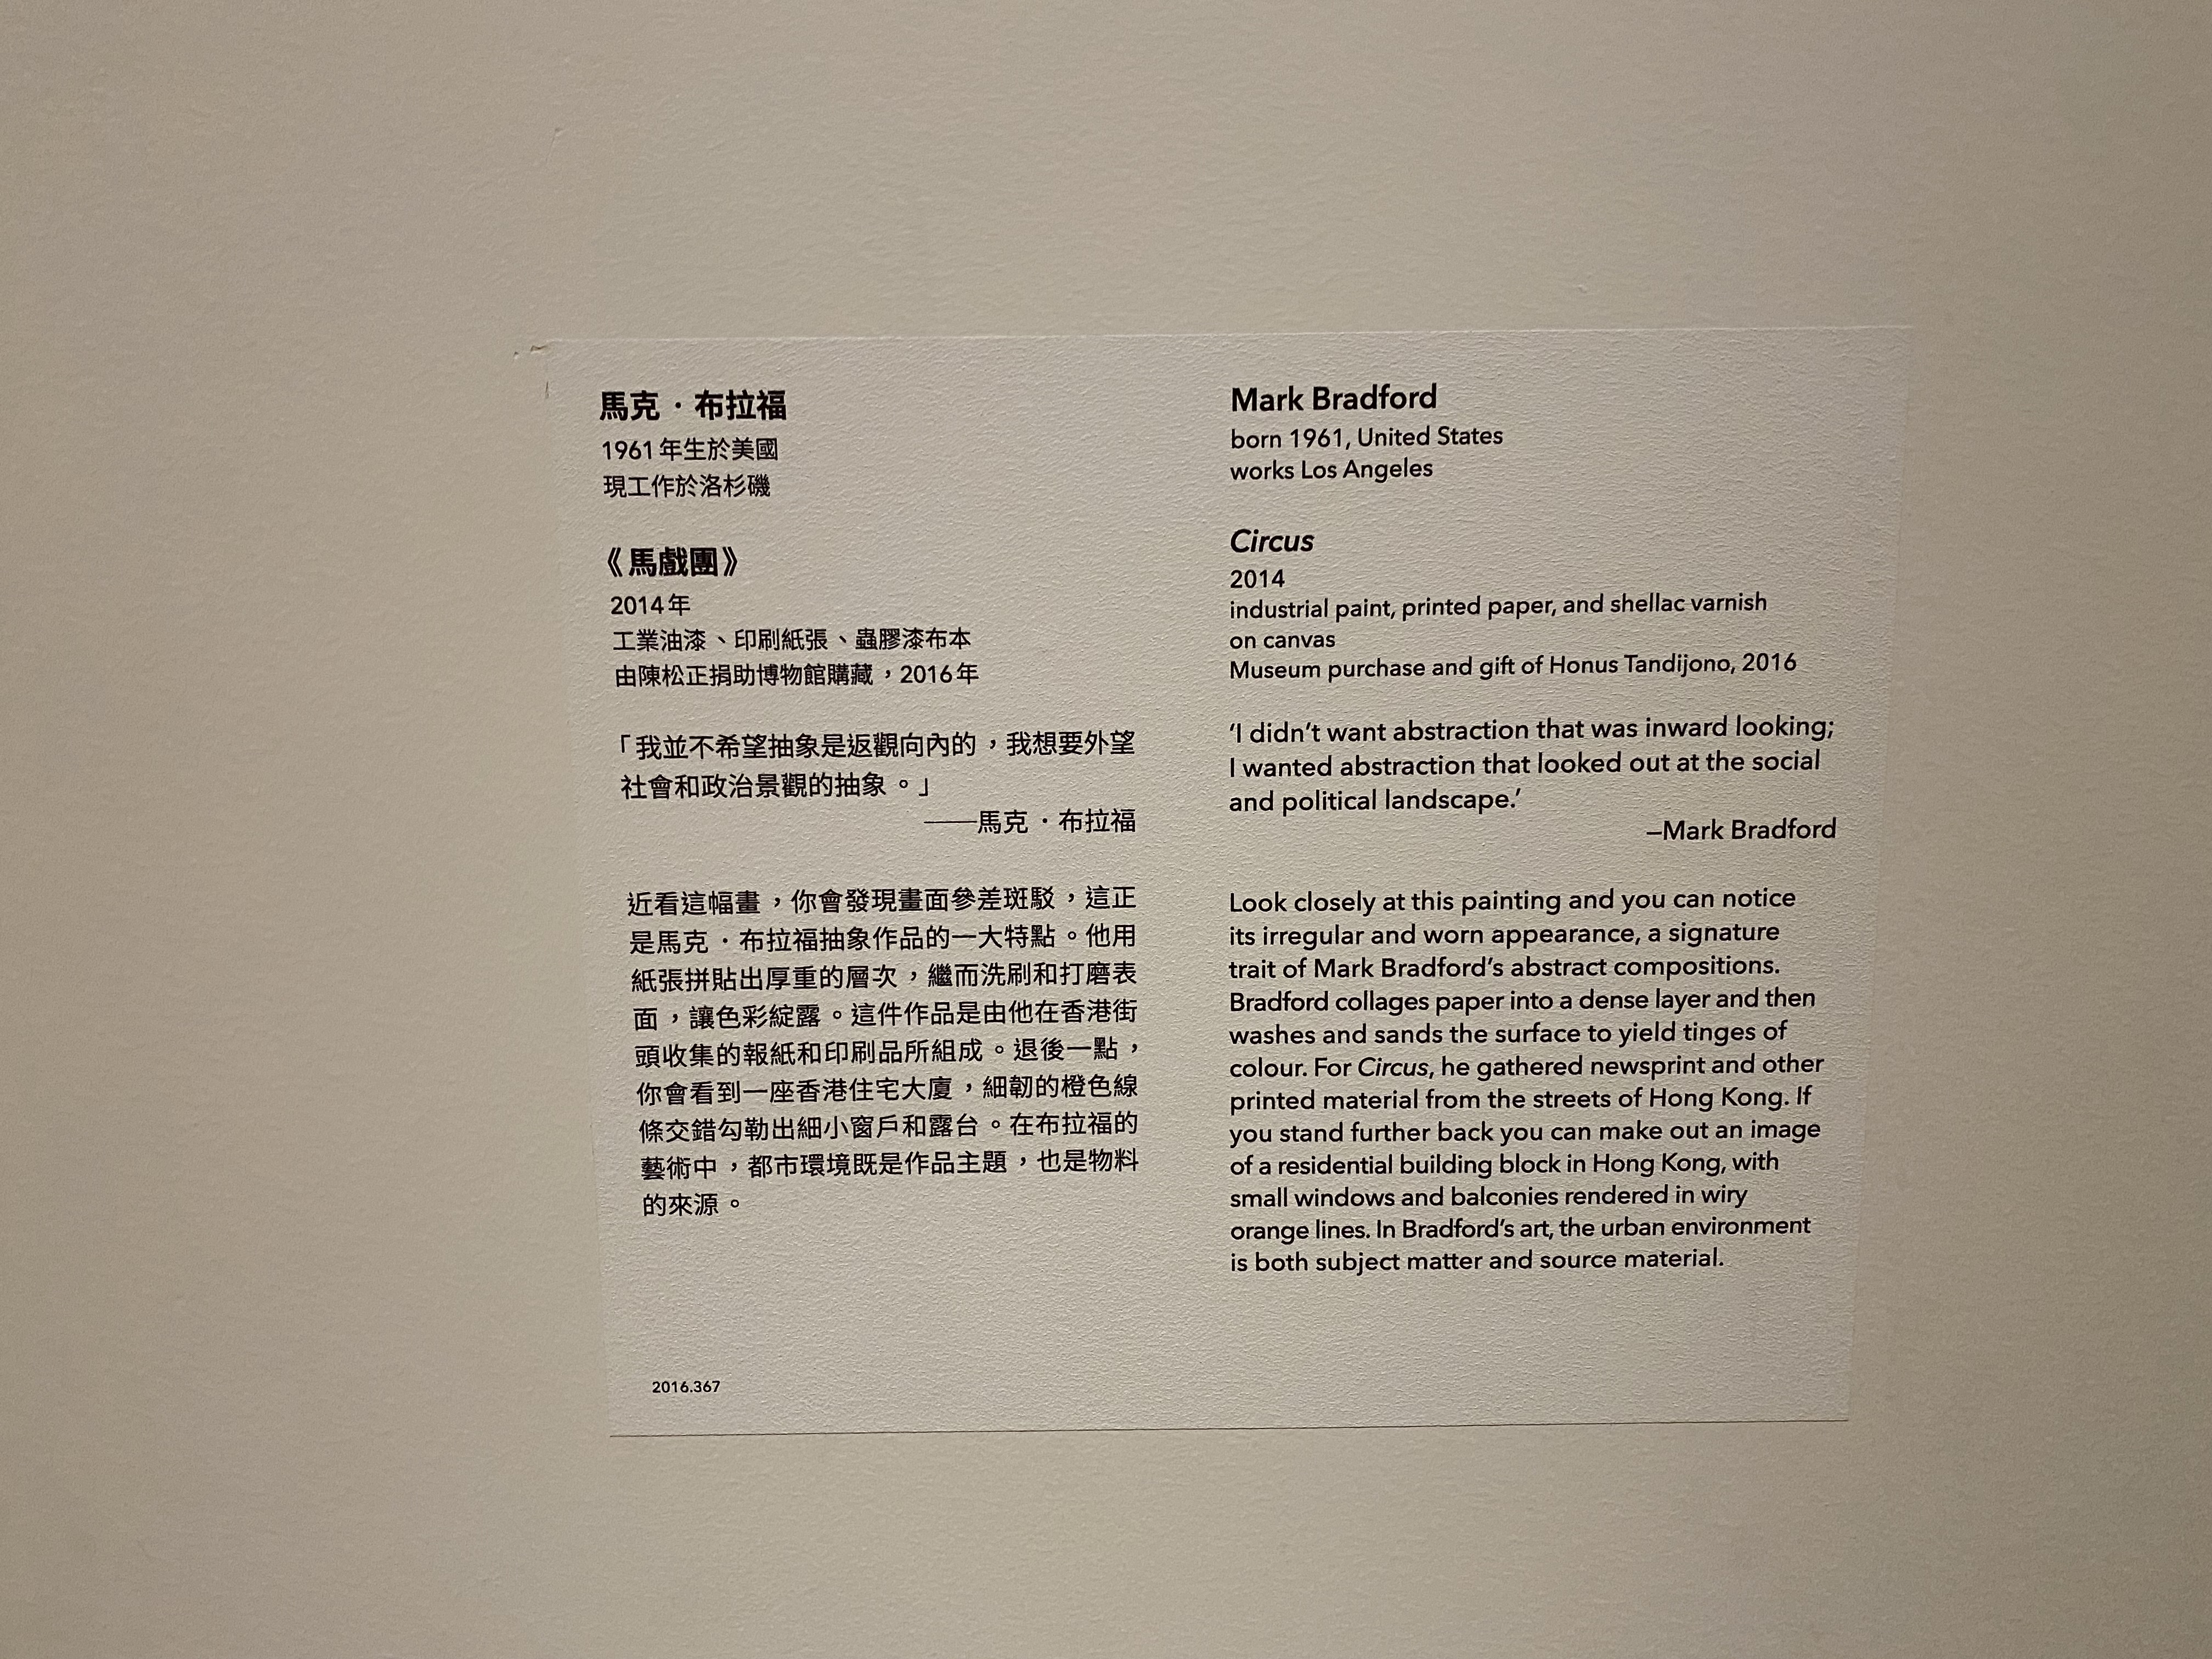 馬克・布拉福
1961年生於美國
現工作於洛杉磯
《馬戲團》
2014年
工業油漆、印刷紙張、蟲膠漆布本
由陳松正捐助博物館購藏，2016年
「我並不希望抽象是返觀向內的，我想要外望
社會和政治景觀的抽象。」
——馬克・布拉福
近看這幅畫，你會發現畫面參差斑駁，這正
是馬克・布拉福抽象作品的一大特點。他用
紙張拼貼出厚重的層次，繼而洗刷和打磨表
面，讓色彩綻露。這件作品是由他在香港街
頭收集的報紙和印刷品所組成。退後一點，
你會看到一座香港住宅大廈，細韌的橙色線
條交錯勾勒出細小窗戶和露台。在布拉福的
藝術中，都市環境既是作品主題，也是物料
的來源。
2016.367
Mark Bradford
born 1961, United States
works Los Angeles
Circus
2014
industrial paint, printed paper, and shellac varnish
on canvas
Museum purchase and gift of Honus Tandijono, 2016
‘I didn’t want abstraction that was inward looking;
I wanted abstraction that looked out at the social
and political landscape.’
—Mark Bradford
Look closely at this painting and you can notice
its irregular and worn appearance, a signature
trait of Mark Bradford’s abstract compositions.
Bradford collages paper into a dense layer and then
washes and sands the surface to yield tinges of
colour. For Circus, he gathered newsprint and other
printed material from the streets of Hong Kong. If
you stand further back you can make out an image
of a residential building block in Hong Kong, with
small windows and balconies rendered in wiry
orange lines. In Bradford’s art, the urban environment
is both subject matter and source material.